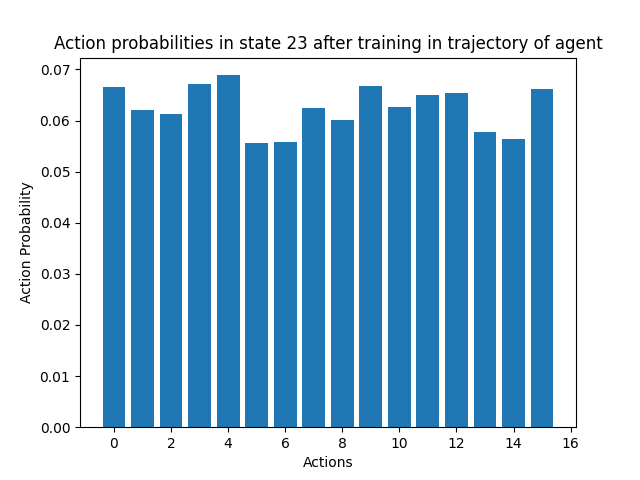 Action probabilities in state 23 after training in trajectory of agent
0.07
0.06
0.05
0.04
0.03
0.02
0.01
0.00
Action Probability
0 2 4 6 8 10 12 14 16
Actions